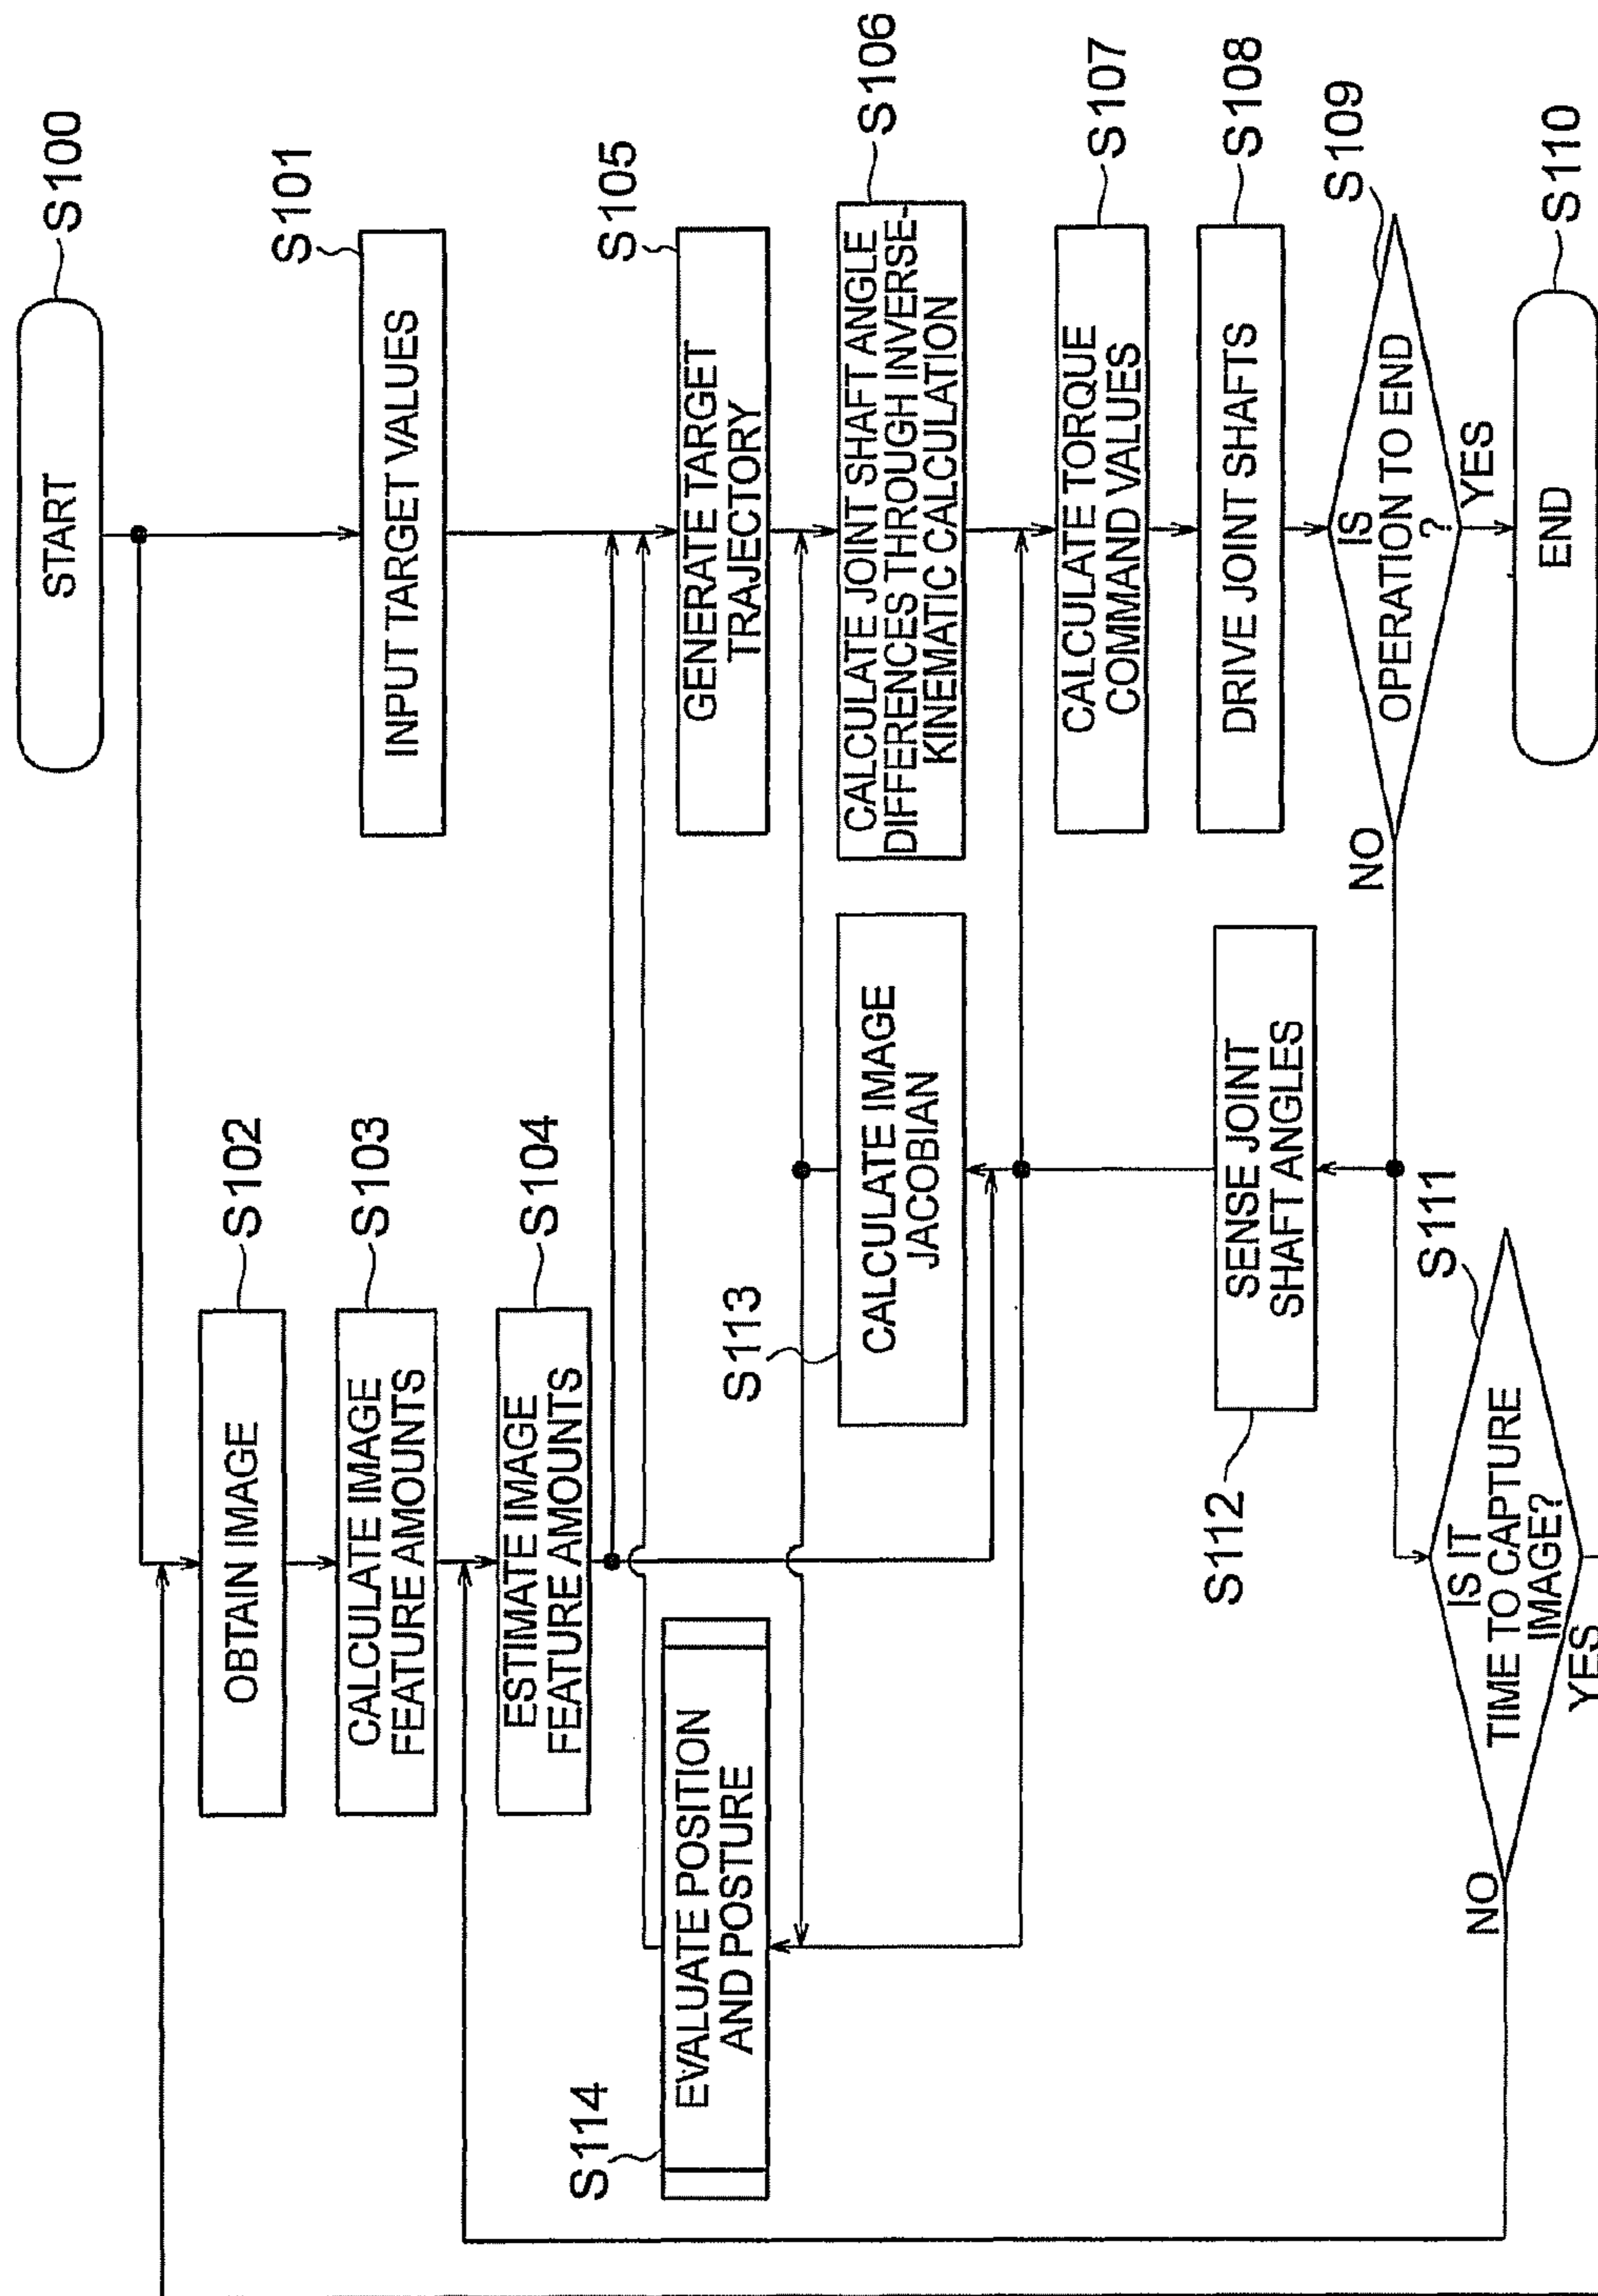 START
S100
INPUT TARGET VALUES
S101
OBTAIN IMAGE
S102
CALCULATE IMAGE
FEATURE AMOUNTS
S103
ESTIMATE IMAGE
FEATURE AMOUNTS
S104
GENERATE TARGET
TRAJECTORY
S105
CALCULATE JOINT SHAFT ANGLE
DIFFERENCES THROUGH INVERSE-
KINEMATIC CALCULATION
S106
CALCULATE TORQUE
COMMAND VALUES
S107
DRIVE JOINT SHAFTS
S108
IS
OPERATION TO END
?
S109
YES
NO
END
S110
IS IT
TIME TO CAPTURE
IMAGE?
S111
YES
NO
SENSE JOINT
SHAFT ANGLES
S112
CALCULATE IMAGE
JACOBIAN
S113
EVALUATE POSITION
AND POSTURE
S114